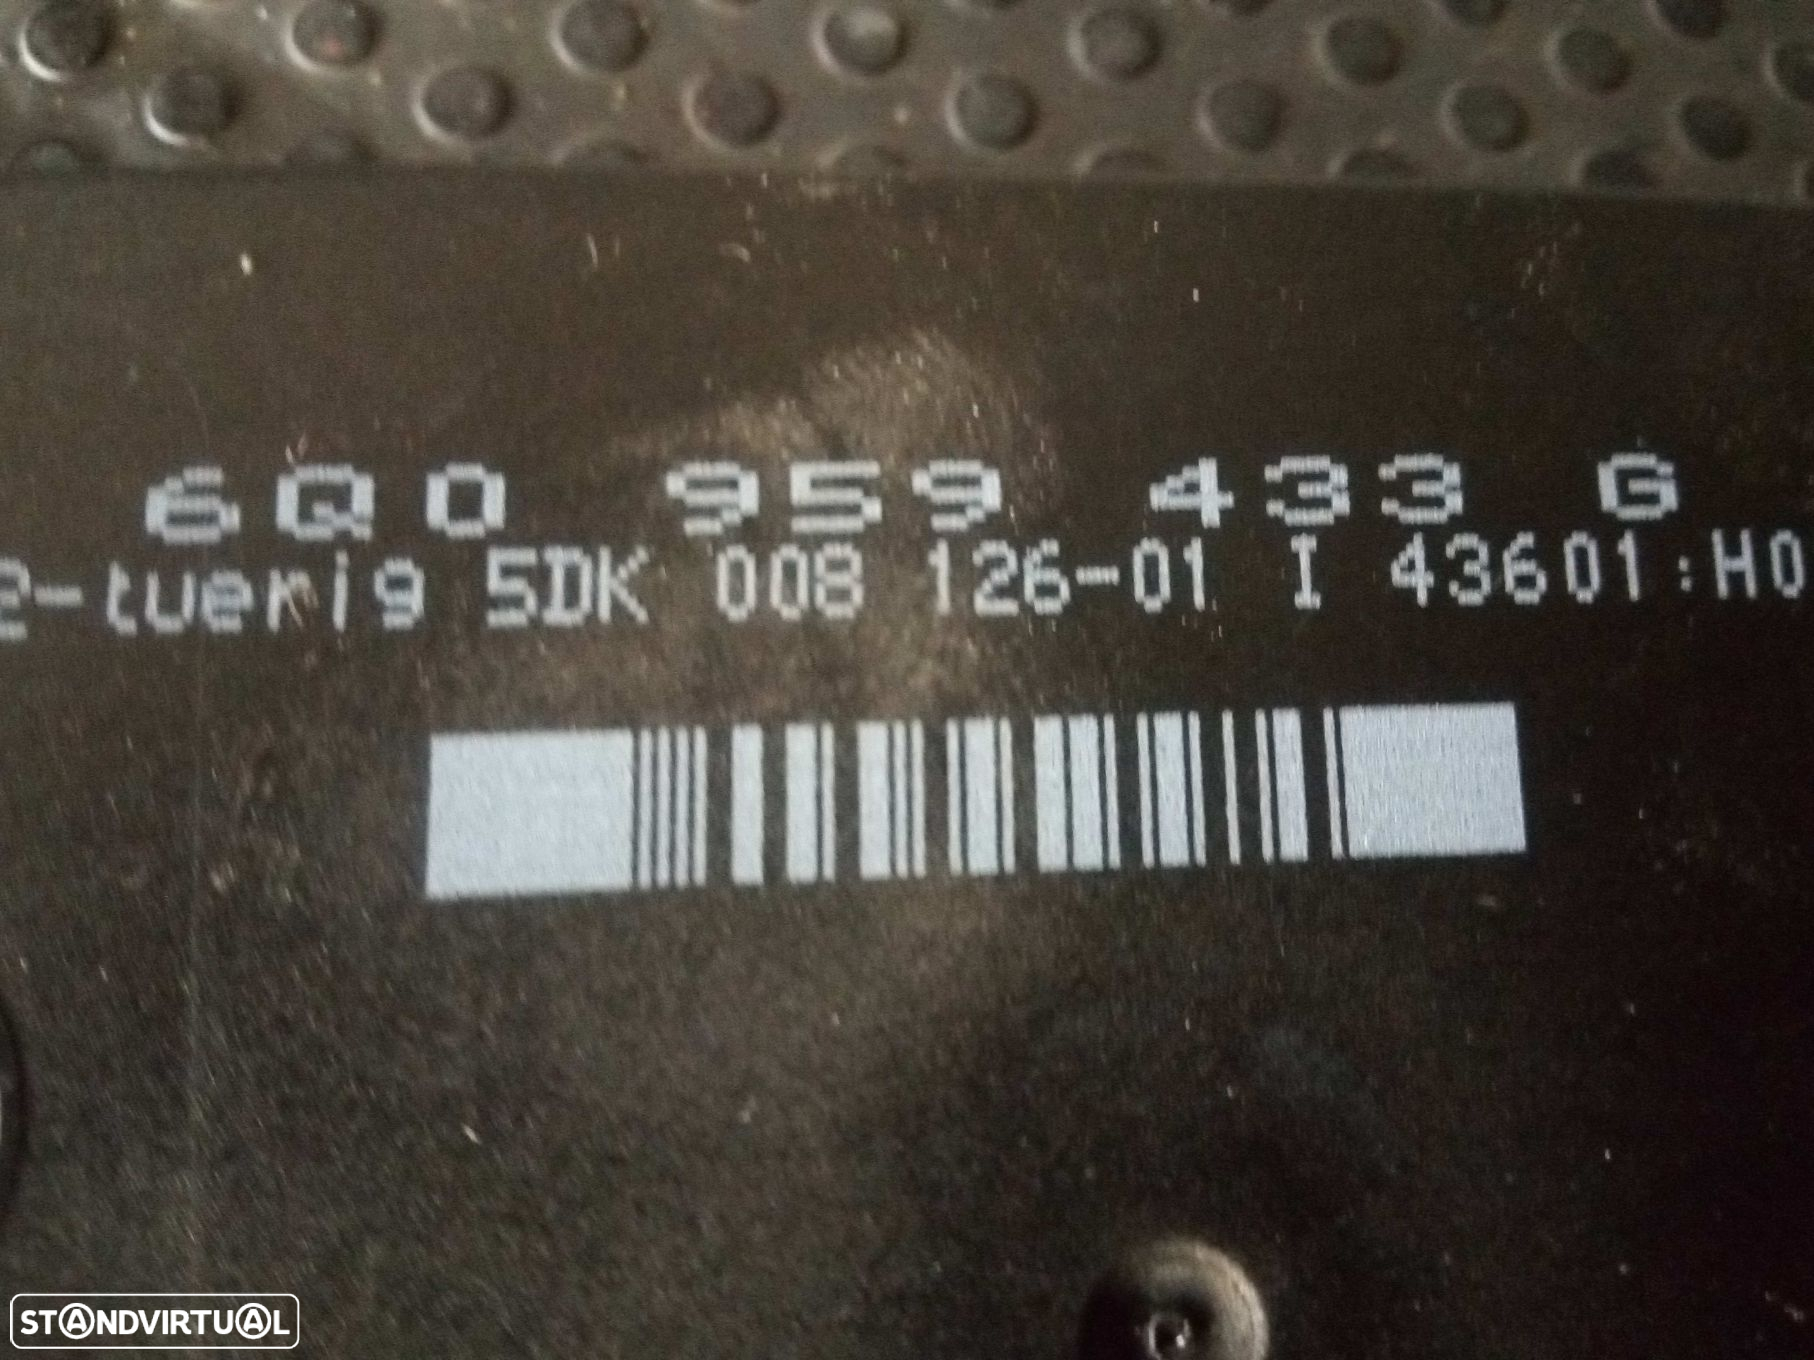 6Q0 959 433 G
2-tuerig 5DK 008 126-01 I 43601:H0
STANDVIRTUAL